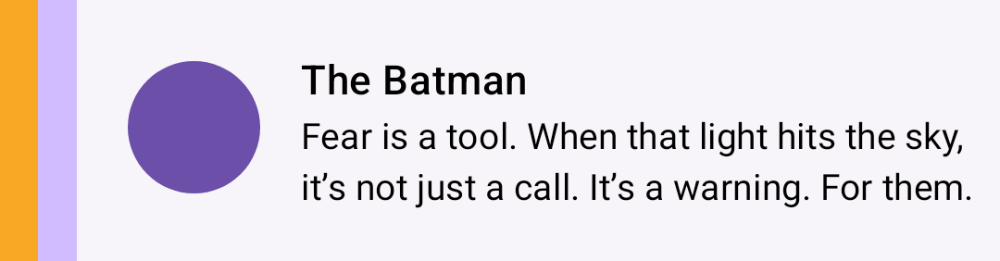 The Batman
Fear is a tool. When that light hits the sky,
it’s not just a call. It’s a warning. For them.